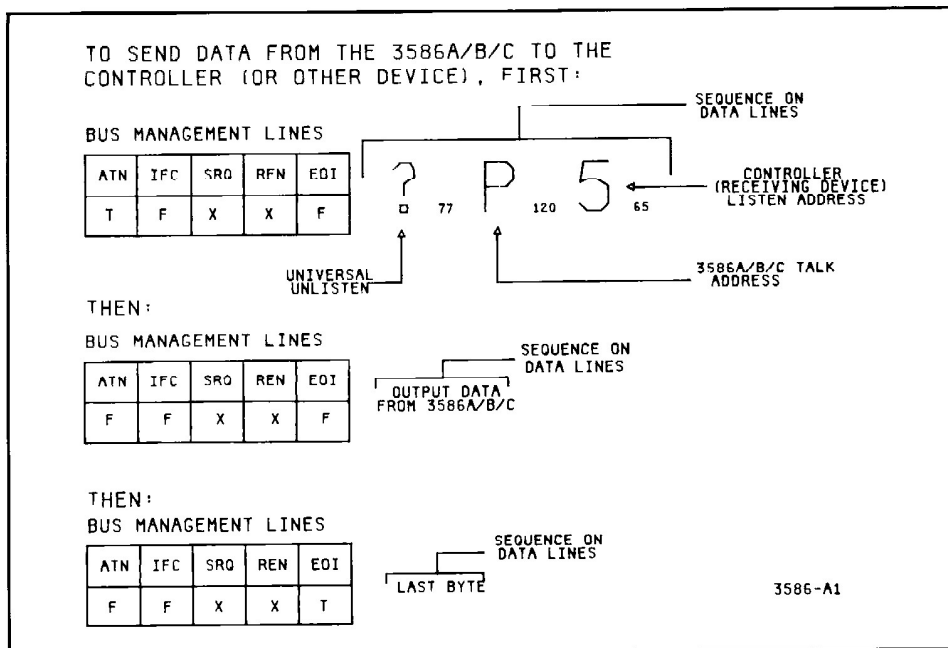 TO SEND DATA FROM THE 3586A/B/C TO THE
CONTROLLER (OR OTHER DEVICE), FIRST:
SEQUENCE ON
DATA LINES
BUS MANAGEMENT LINES
ATN IFC SRQ REN EOI
T F X X F
? 77 P 120 5 65
CONTROLLER
(RECEIVING DEVICE)
LISTEN ADDRESS
UNIVERSAL
UNLISTEN
3586A/B/C TALK
ADDRESS
THEN:
BUS MANAGEMENT LINES
ATN IFC SRQ REN EOI
F F X X F
SEQUENCE ON
DATA LINES
OUTPUT DATA
FROM 3586A/B/C
THEN:
BUS MANAGEMENT LINES
ATN IFC SRQ REN EOI
F F X X T
SEQUENCE ON
DATA LINES
LAST BYTE
3586-A1